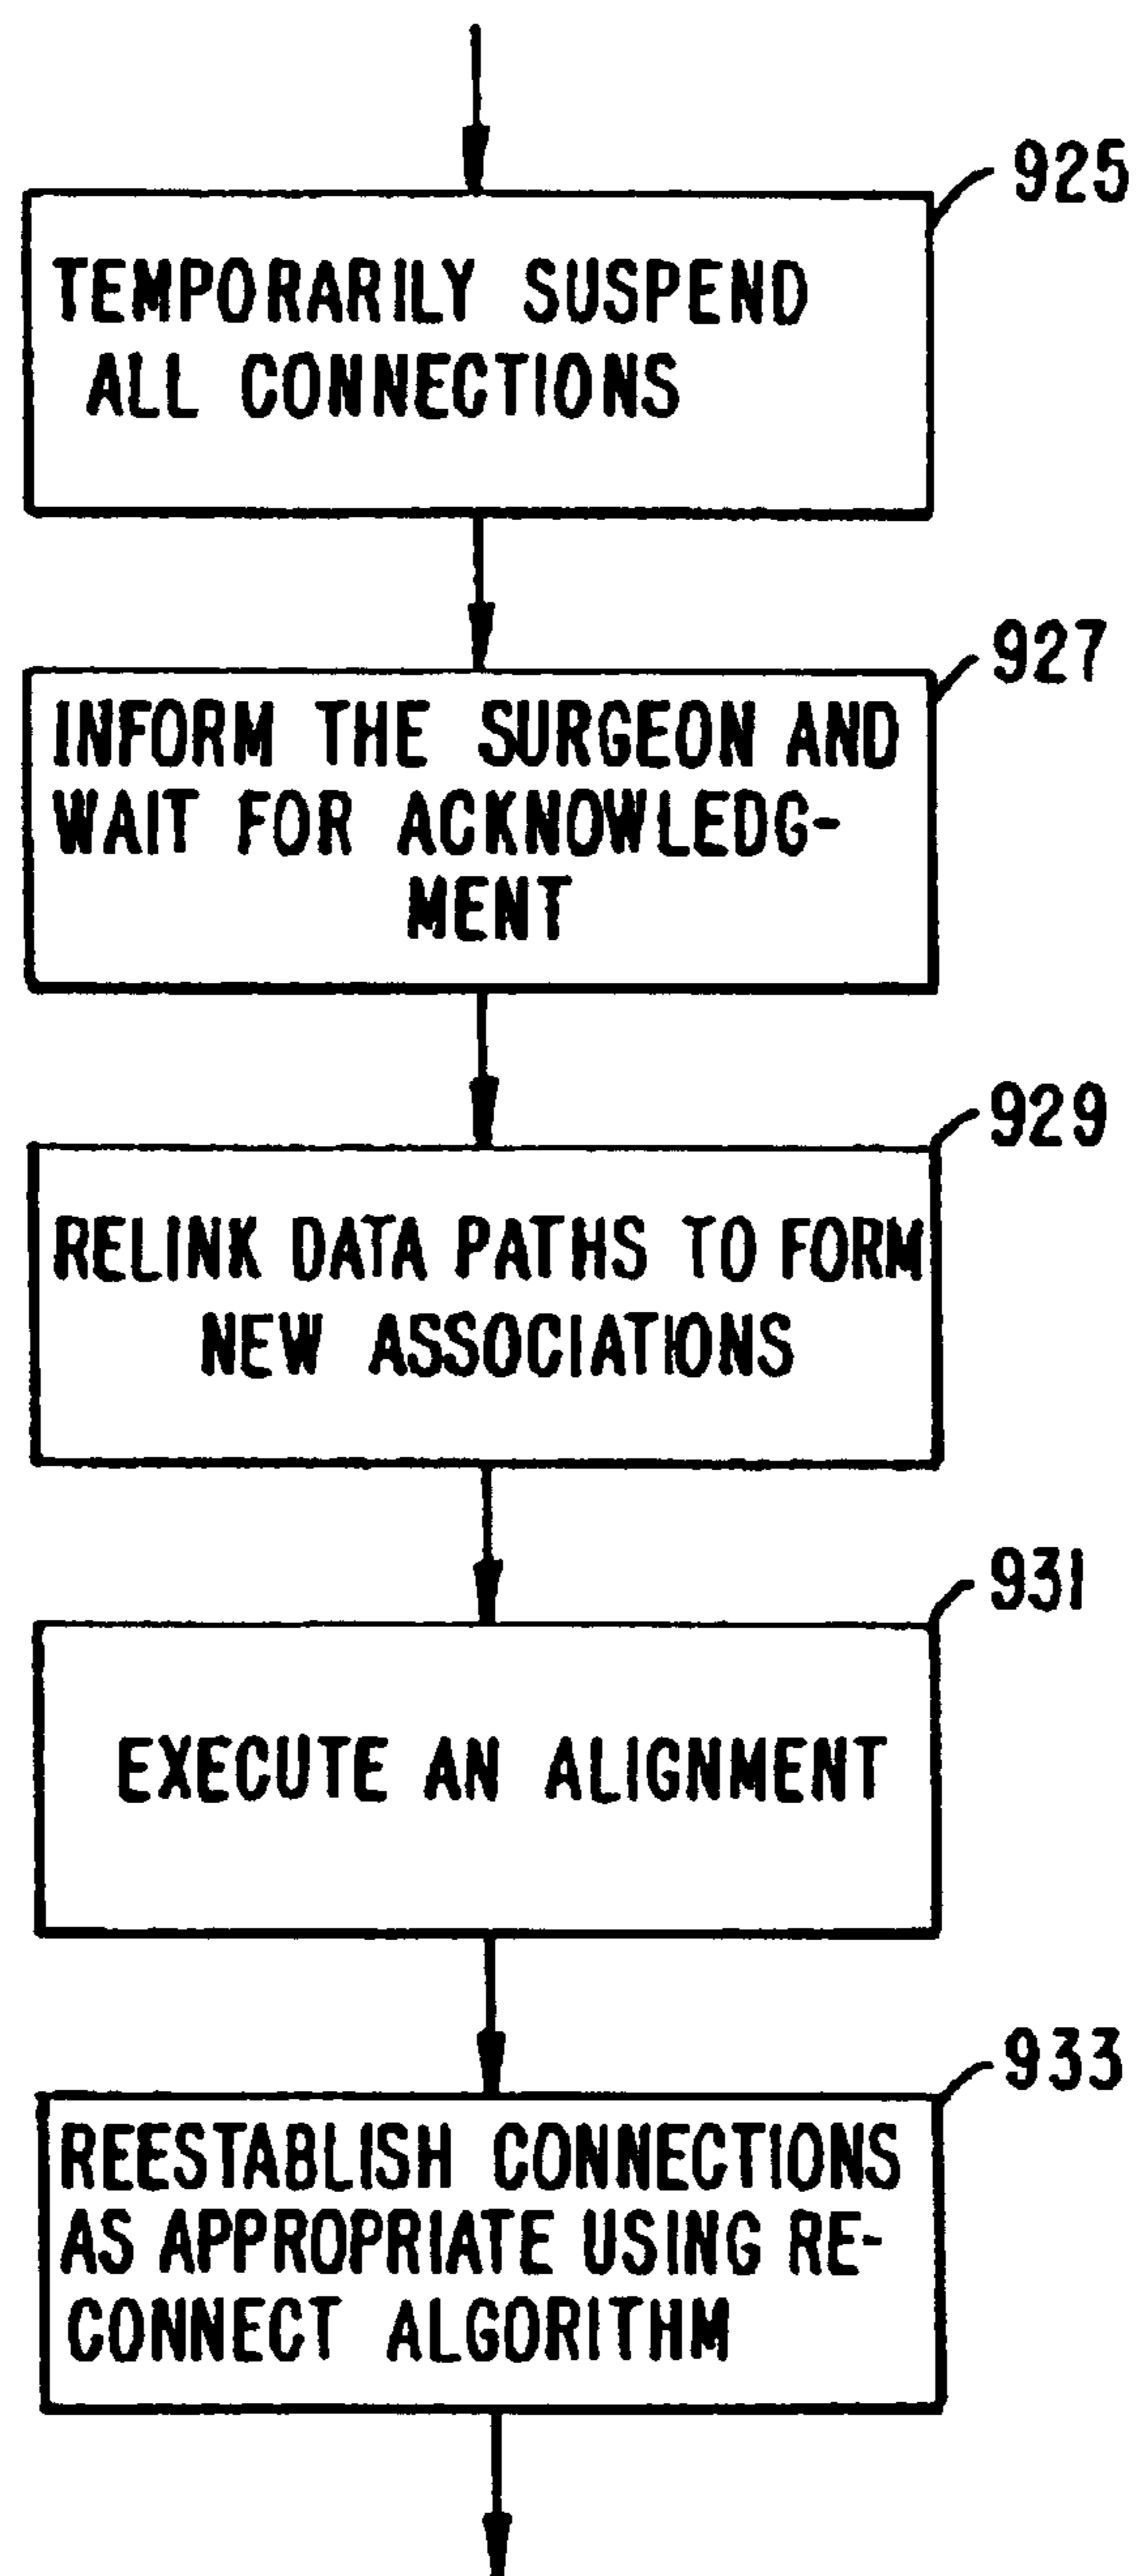 925
TEMPORARILY SUSPEND
ALL CONNECTIONS
927
INFORM THE SURGEON AND
WAIT FOR ACKNOWLEDG-
MENT
929
RELINK DATA PATHS TO FORM
NEW ASSOCIATIONS
931
EXECUTE AN ALIGNMENT
933
REESTABLISH CONNECTIONS
AS APPROPRIATE USING RE-
CONNECT ALGORITHM